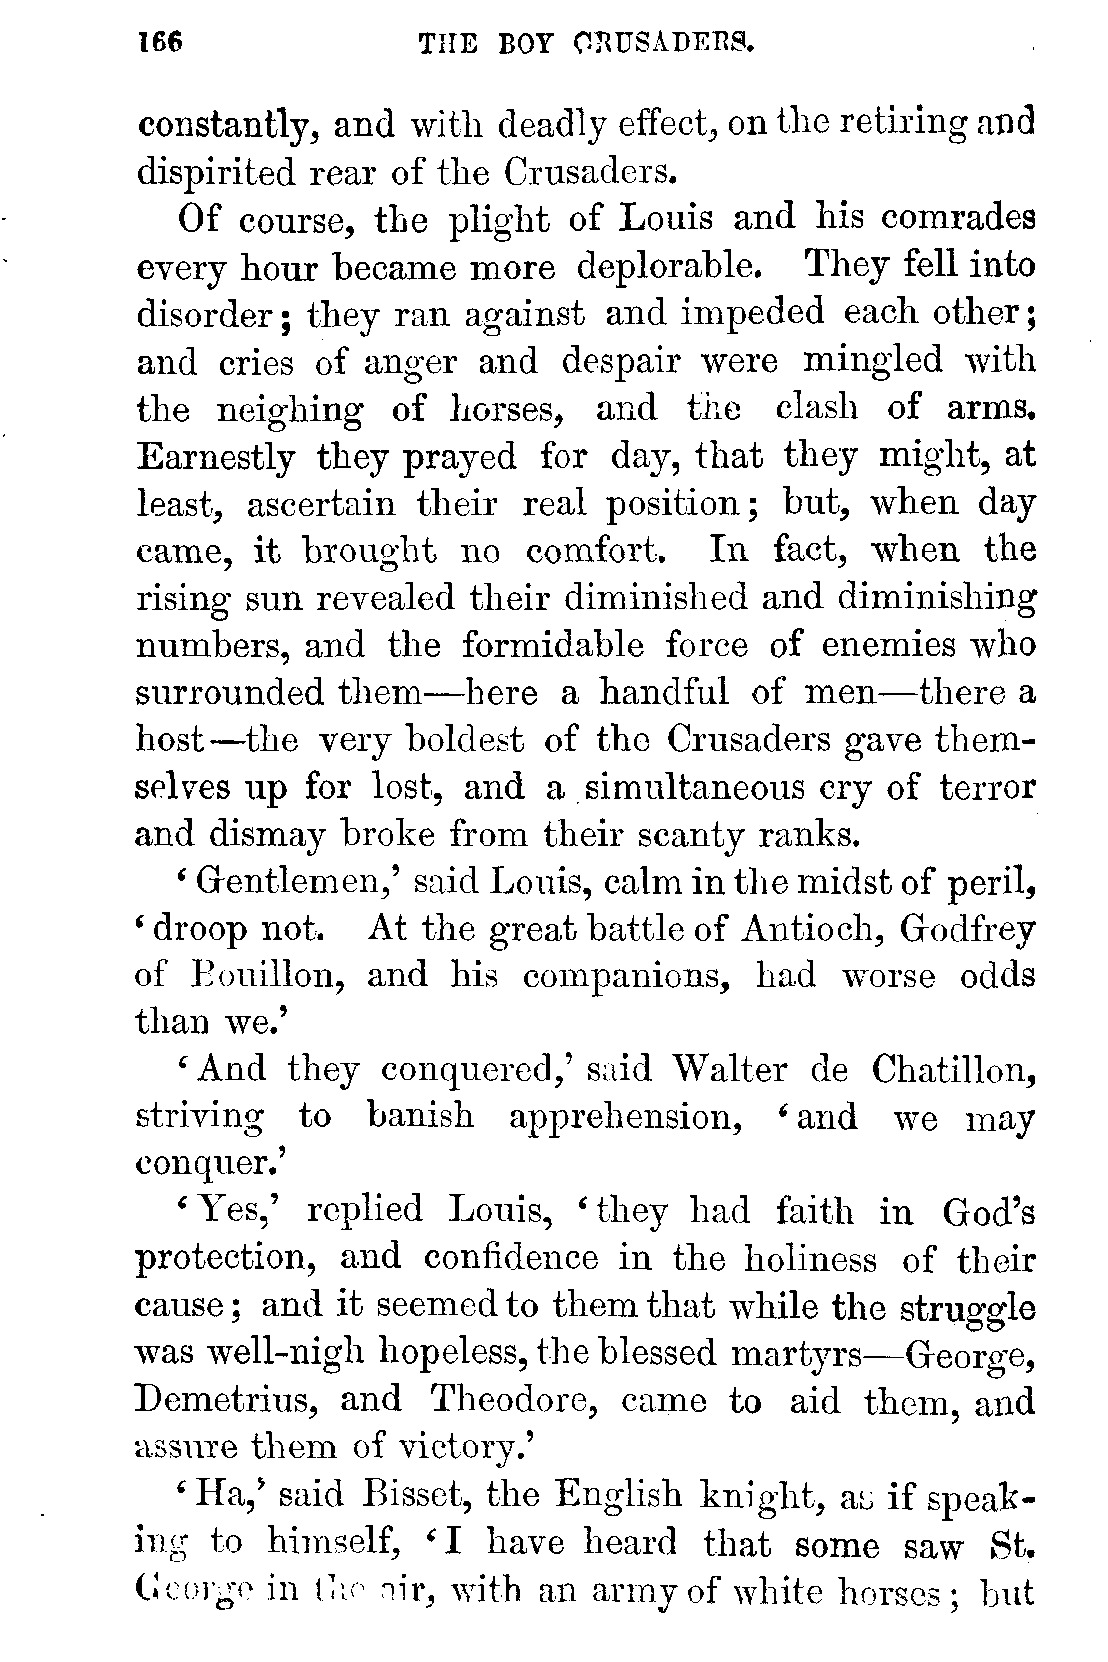 166 THE BOY CRUSADERS.
constantly, and with deadly effect, on the retiring and
dispirited rear of the Crusaders.
Of course, the plight of Louis and his comrades
every hour became more deplorable. They fell into
disorder; they ran against and impeded each other;
and cries of anger and despair were mingled with
the neighing of horses, and the clash of arms.
Earnestly they prayed for day, that they might, at
least, ascertain their real position; but, when day
came, it brought no comfort. In fact, when the
rising sun revealed their diminished and diminishing
numbers, and the formidable force of enemies who
surrounded them—here a handful of men—there a
host—the very boldest of the Crusaders gave them-
selves up for lost, and a simultaneous cry of terror
and dismay broke from their scanty ranks.
‘Gentlemen,’ said Louis, calm in the midst of peril,
‘droop not. At the great battle of Antioch, Godfrey
of Bouillon, and his companions, had worse odds
than we.’
‘And they conquered,’ said Walter de Chatillon,
striving to banish apprehension, ‘and we may
conquer.’
‘Yes,’ replied Louis, ‘they had faith in God’s
protection, and confidence in the holiness of their
cause; and it seemed to them that while the struggle
was well-nigh hopeless, the blessed martyrs—George,
Demetrius, and Theodore, came to aid them, and
assure them of victory.’
‘Ha,’ said Bisset, the English knight, as if speak-
ing to himself, ‘I have heard that some saw St.
George in the air, with an army of white horses; but